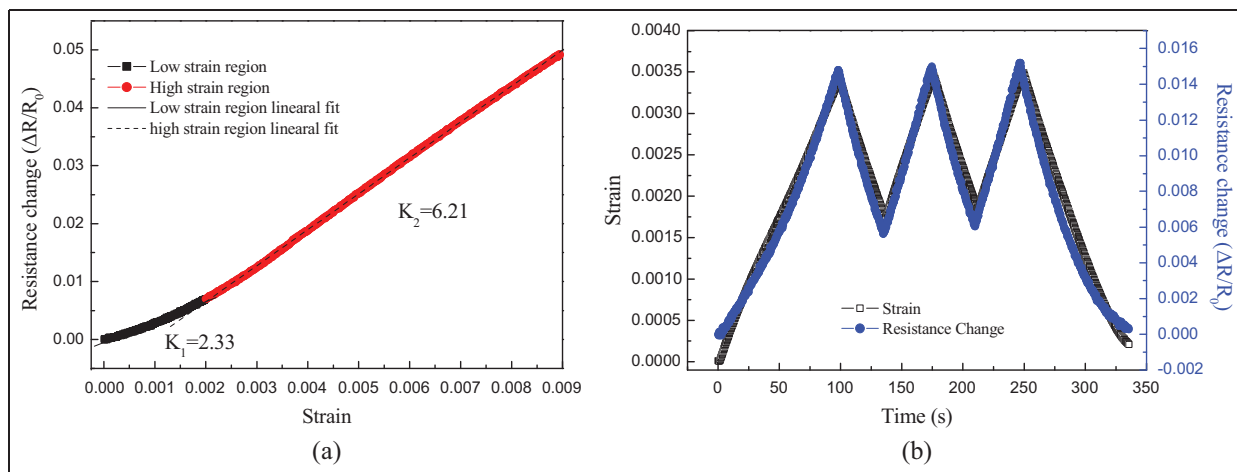 Resistance change (ΔR/R0)
0.05
0.04
0.03
0.02
0.01
0.00
Low strain region
High strain region
Low strain region linearal fit
high strain region linearal fit
K2=6.21
K1=2.33
0.000 0.001 0.002 0.003 0.004 0.005 0.006 0.007 0.008 0.009
Strain
(a)
Strain
0.0040
0.0035
0.0030
0.0025
0.0020
0.0015
0.0010
0.0005
0.0000
Strain
Resistance Change
0 50 100 150 200 250 300 350
Time (s)
0.016
0.014
0.012
0.010
0.008
0.006
0.004
0.002
0.000
-0.002
Resistance change (ΔR/R0)
(b)